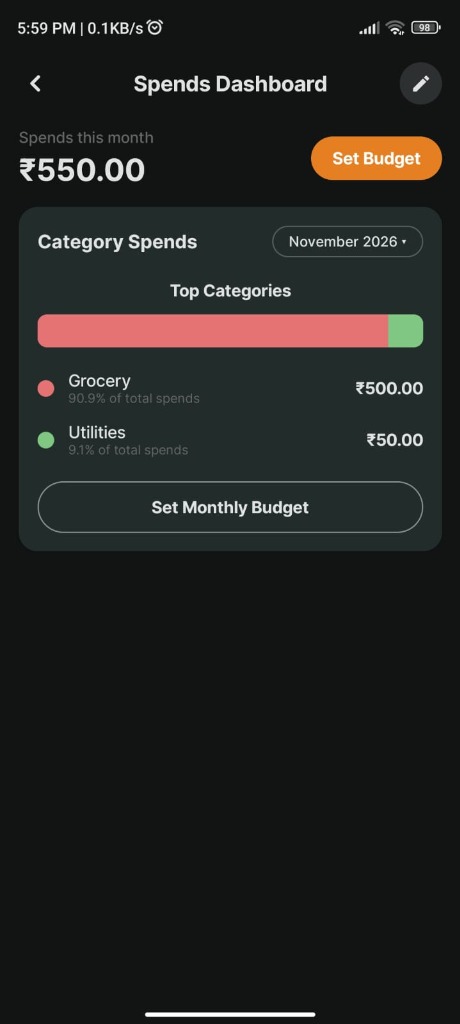 5:59 PM | 0.1KB/s
98
Spends Dashboard
Spends this month
₹550.00
Set Budget
Category Spends
November 2026 ▾
Top Categories
Grocery
₹500.00
90.9% of total spends
Utilities
₹50.00
9.1% of total spends
Set Monthly Budget